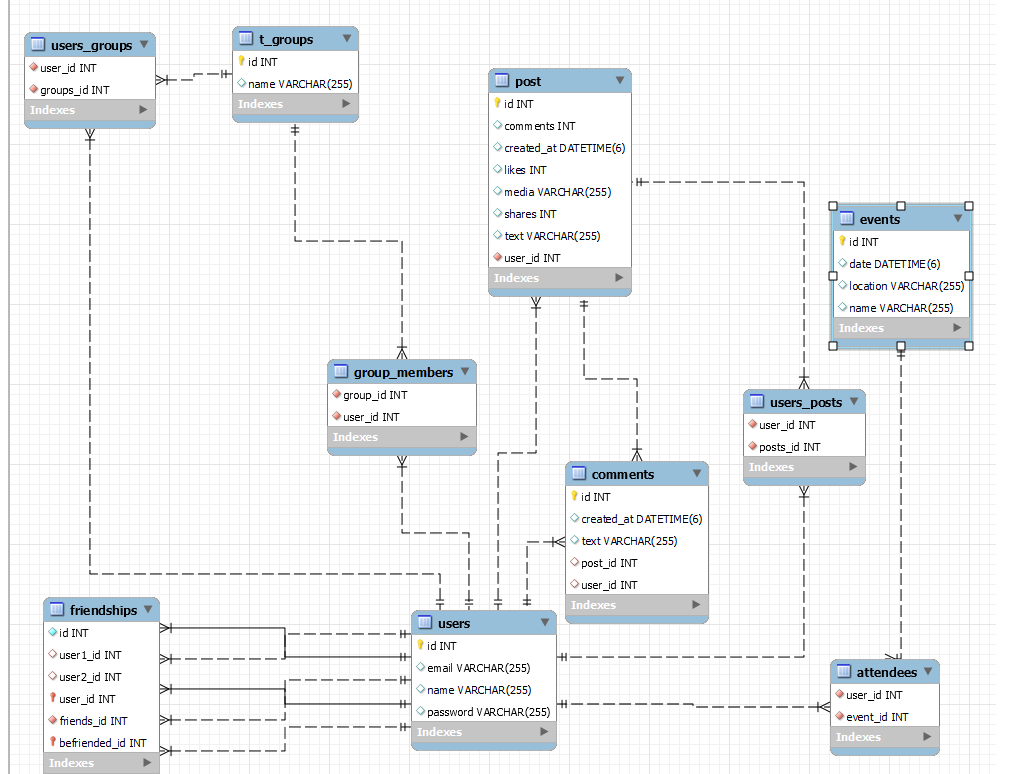 users_groups
user_id INT
groups_id INT
Indexes
t_groups
id INT
name VARCHAR(255)
Indexes
post
id INT
comments INT
created_at DATETIME(6)
likes INT
media VARCHAR(255)
shares INT
text VARCHAR(255)
user_id INT
Indexes
events
id INT
date DATETIME(6)
location VARCHAR(255)
name VARCHAR(255)
Indexes
group_members
group_id INT
user_id INT
Indexes
users_posts
user_id INT
posts_id INT
Indexes
comments
id INT
created_at DATETIME(6)
text VARCHAR(255)
post_id INT
user_id INT
Indexes
friendships
id INT
user1_id INT
user2_id INT
user_id INT
friends_id INT
befriended_id INT
Indexes
users
id INT
email VARCHAR(255)
name VARCHAR(255)
password VARCHAR(255)
Indexes
attendees
user_id INT
event_id INT
Indexes